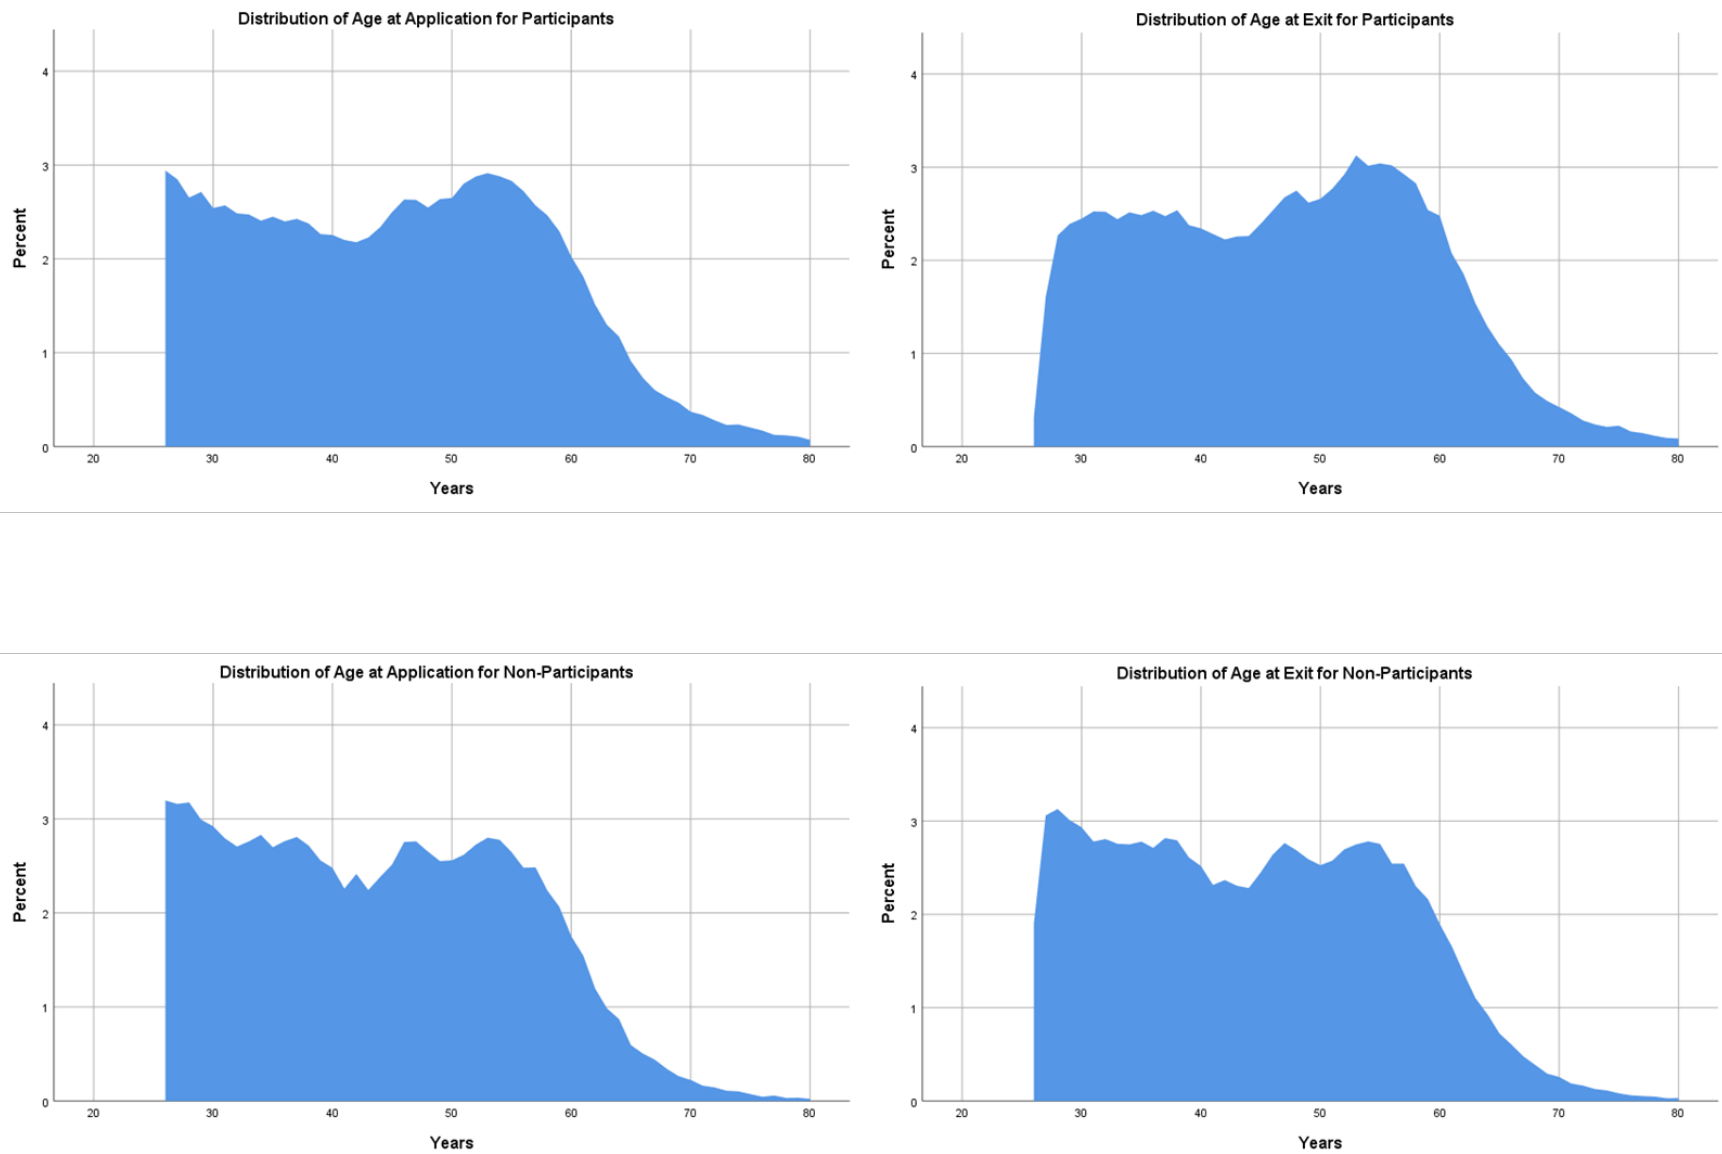 Distribution of Age at Application for Participants
4
3
2
1
0
Percent
20 30 40 50 60 70 80
Years
Distribution of Age at Exit for Participants
4
3
2
1
0
Percent
20 30 40 50 60 70 80
Years
Distribution of Age at Application for Non-Participants
4
3
2
1
0
Percent
20 30 40 50 60 70 80
Years
Distribution of Age at Exit for Non-Participants
4
3
2
1
0
Percent
20 30 40 50 60 70 80
Years